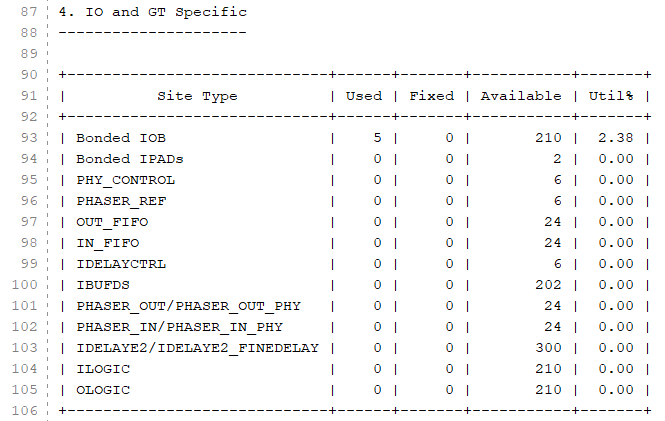 87 4. IO and GT Specific
88 ---------------------
89
90 +-----------------------------+------+-------+-----------+-------+
91 |          Site Type          | Used | Fixed | Available | Util% |
92 +-----------------------------+------+-------+-----------+-------+
93 | Bonded IOB                  |    5 |     0 |       210 |  2.38 |
94 | Bonded IPADs                |    0 |     0 |         2 |  0.00 |
95 | PHY_CONTROL                 |    0 |     0 |         6 |  0.00 |
96 | PHASER_REF                  |    0 |     0 |         6 |  0.00 |
97 | OUT_FIFO                    |    0 |     0 |        24 |  0.00 |
98 | IN_FIFO                     |    0 |     0 |        24 |  0.00 |
99 | IDELAYCTRL                  |    0 |     0 |         6 |  0.00 |
100 | IBUFDS                      |    0 |     0 |       202 |  0.00 |
101 | PHASER_OUT/PHASER_OUT_PHY   |    0 |     0 |        24 |  0.00 |
102 | PHASER_IN/PHASER_IN_PHY     |    0 |     0 |        24 |  0.00 |
103 | IDELAYE2/IDELAYE2_FINEDELAY |    0 |     0 |       300 |  0.00 |
104 | ILOGIC                      |    0 |     0 |       210 |  0.00 |
105 | OLOGIC                      |    0 |     0 |       210 |  0.00 |
106 +-----------------------------+------+-------+-----------+-------+